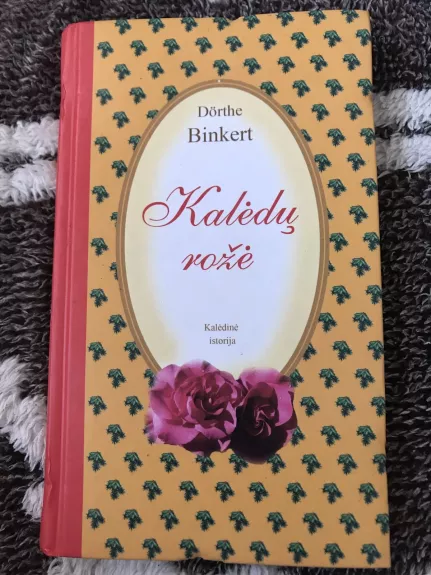 Dörthe
Binkert
Kalėdų
rožė
Kalėdinė
istorija